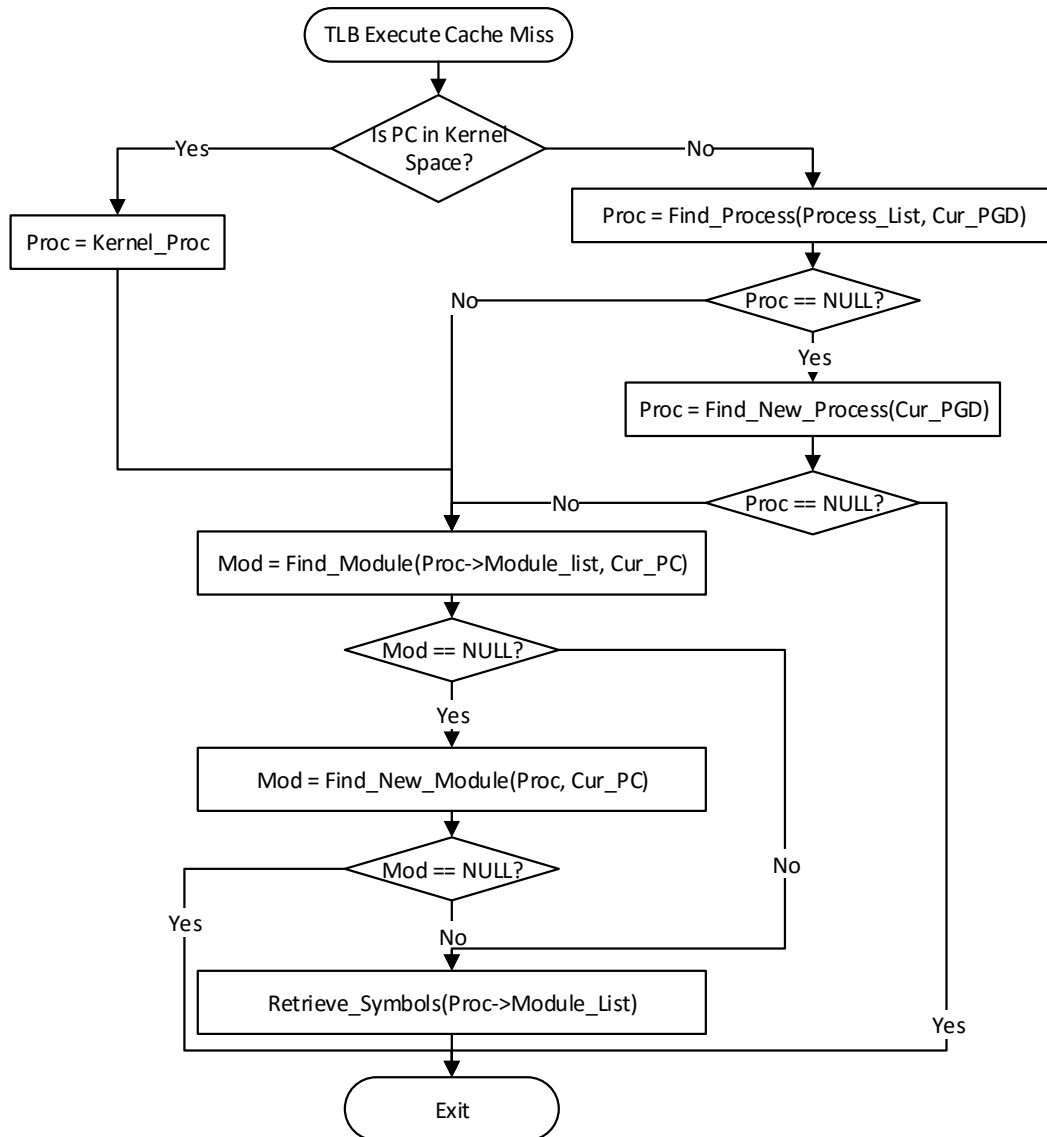 TLB Execute Cache Miss
Is PC in Kernel
Space?
Yes
No
Proc = Kernel_Proc
Proc = Find_Process(Process_List, Cur_PGD)
No
Proc == NULL?
Yes
Proc = Find_New_Process(Cur_PGD)
No
Proc == NULL?
Mod = Find_Module(Proc->Module_list, Cur_PC)
Mod == NULL?
Yes
Mod = Find_New_Module(Proc, Cur_PC)
Mod == NULL?
No
Yes
No
Retrieve_Symbols(Proc->Module_List)
Yes
Exit